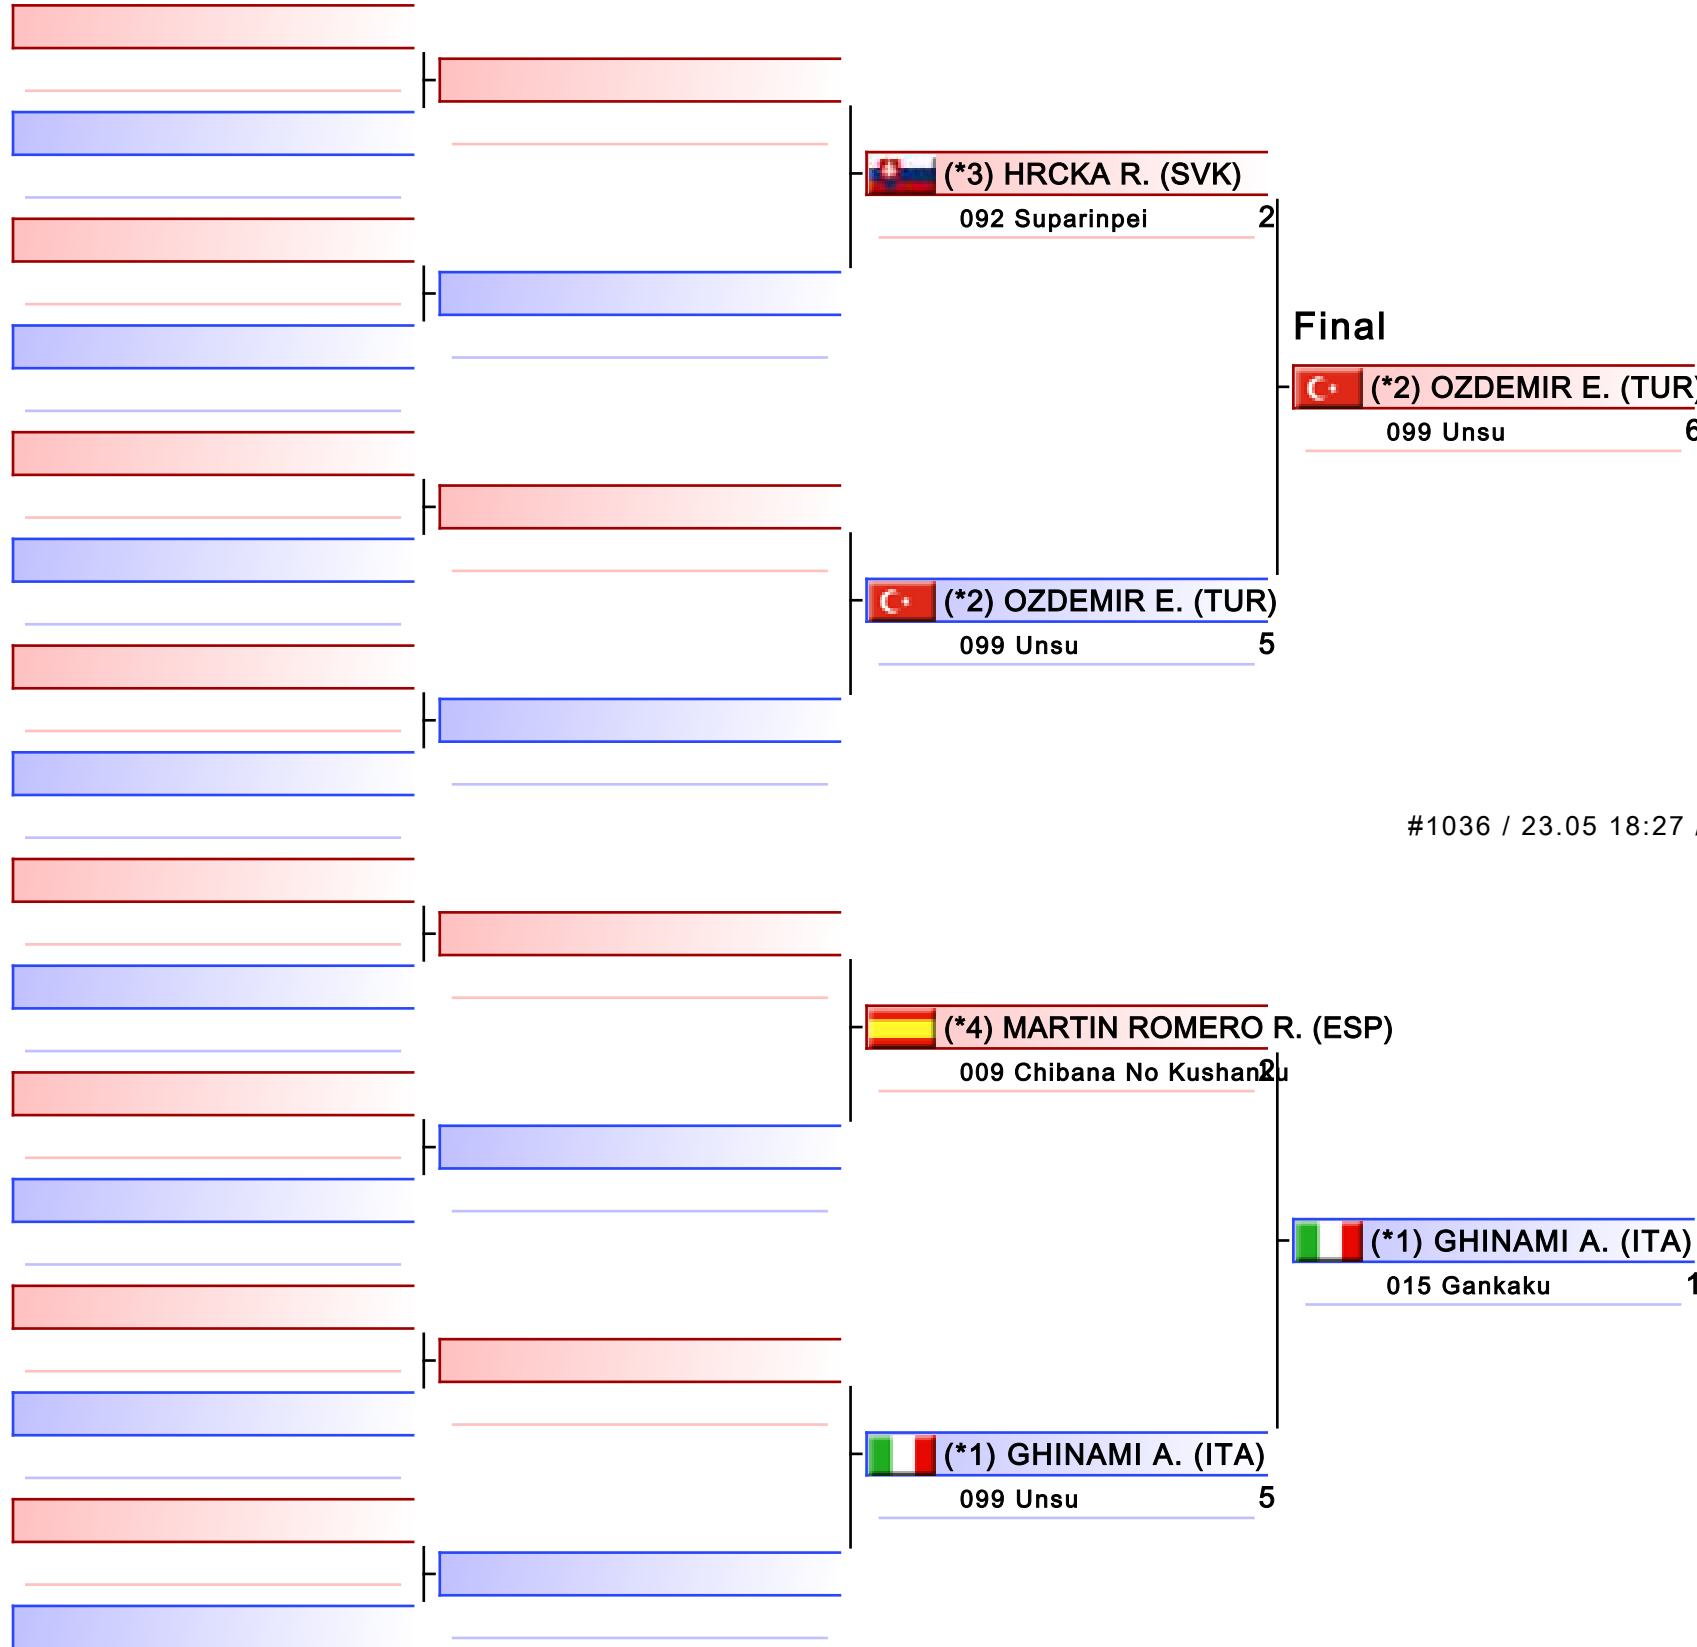 (*3) HRCKA R. (SVK)
092 Suparinpei 2
Final
(*2) OZDEMIR E. (TUR)
099 Unsu 6
(*2) OZDEMIR E. (TUR)
099 Unsu 5
#1036 / 23.05 18:27 /
(*4) MARTIN ROMERO R. (ESP)
009 Chibana No Kushanku 2
(*1) GHINAMI A. (ITA)
015 Gankaku 1
(*1) GHINAMI A. (ITA)
099 Unsu 5